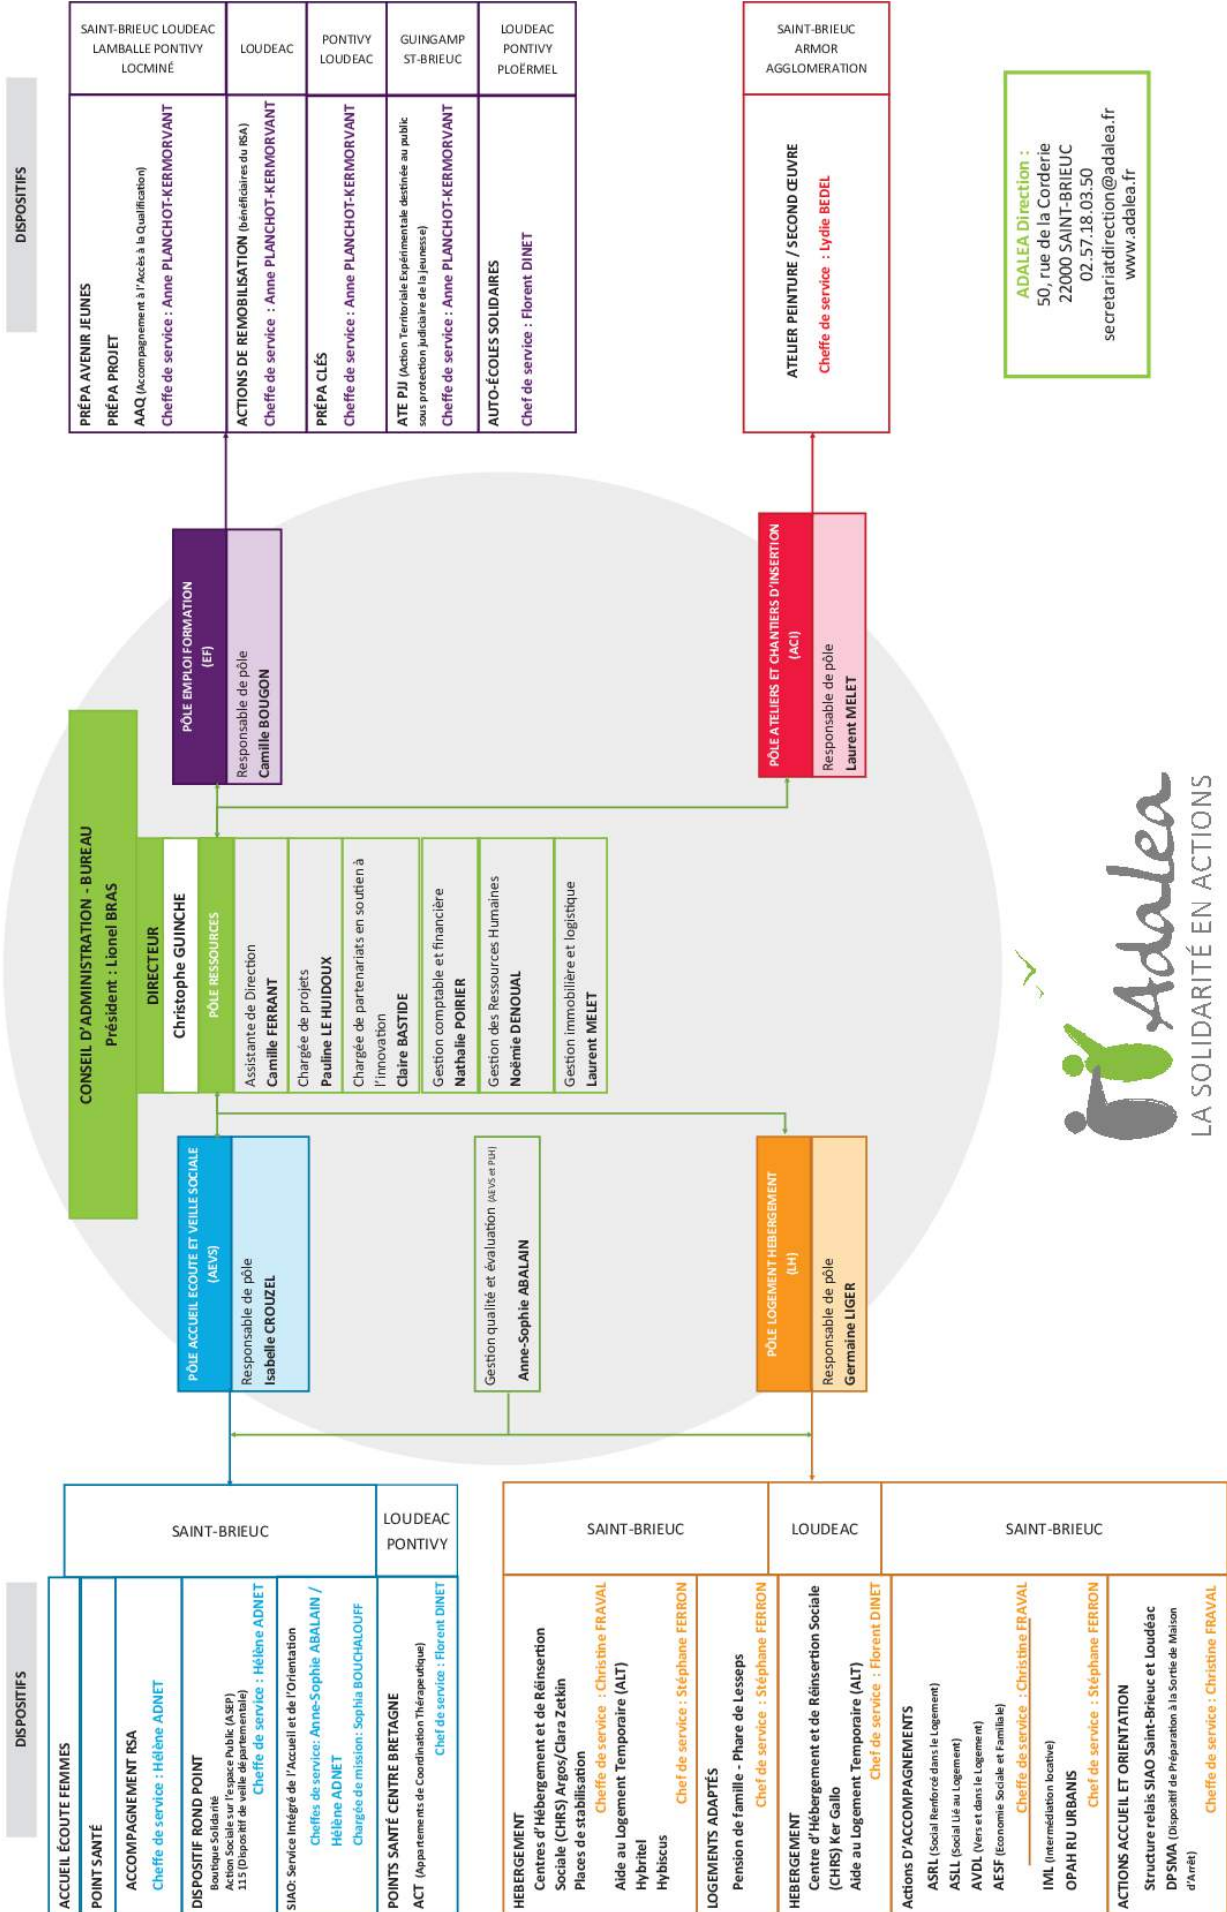 DISPOSITIFS
ACCUEIL ÉCOUTE FEMMES
POINT SANTÉ
ACCOMPAGNEMENT RSA
Cheffe de service : Hélène ADNET
DISPOSITIF ROND POINT
Boutique Solidarité
Action Sociale sur l'espace Public (ASEP)
115 (Dispositif de veille départementale)
Cheffe de service : Hélène ADNET
SIAO: Service Intégré de l'Accueil et de l'Orientation
Cheffes de service: Anne-Sophie ABALAIN /
Hélène ADNET
Chargée de mission: Sophia BOUCHALOUFF
SAINT-BRIEUC
POINTS SANTÉ CENTRE BRETAGNE
ACT (Appartements de Coordination Thérapeutique)
Chef de service : Florent DINET
LOUDEAC
PONTIVY
HEBERGEMENT
Centres d'Hébergement et de Réinsertion
Sociale (CHRS) Argos/Clara Zetkin
Places de stabilisation
Cheffe de service : Christine FRAVAL
Aide au Logement Temporaire (ALT)
Hybritel
Hybiscus
Chef de service : Stéphane FERRON
LOGEMENTS ADAPTÉS
Pension de famille - Phare de Lesseps
Chef de service : Stéphane FERRON
SAINT-BRIEUC
HEBERGEMENT
Centre d'Hébergement et de Réinsertion Sociale
(CHRS) Ker Gallo
Aide au Logement Temporaire (ALT)
Chef de service : Florent DINET
LOUDEAC
Actions D'ACCOMPAGNEMENTS
ASRL (Social Renforcé dans le Logement)
ASLL (Social Lié au Logement)
AVDL (Vers et dans le Logement)
AESF (Economie Sociale et Familiale)
Cheffe de service : Christine FRAVAL
IML (Intermédiation locative)
OPAH RU URBANIS
Chef de service : Stéphane FERRON
ACTIONS ACCUEIL ET ORIENTATION
Structure relais SIAO Saint-Brieuc et Loudéac
DPSMA (Dispositif de Préparation à la Sortie de Maison
d'Arrêt)
Cheffe de service : Christine FRAVAL
SAINT-BRIEUC
CONSEIL D'ADMINISTRATION - BUREAU
Président : Lionel BRAS
DIRECTEUR
Christophe GUINCHE
PÔLE RESSOURCES
Assistante de Direction
Camille FERRANT
Chargée de projets
Pauline LE HUIDOUX
Chargée de partenariats en soutien à
l'innovation
Claire BASTIDE
Gestion comptable et financière
Nathalie POIRIER
Gestion des Ressources Humaines
Noëmie DENOUAL
Gestion immobilière et logistique
Laurent MELET
PÔLE ACCUEIL ECOUTE ET VEILLE SOCIALE
(AEVS)
Responsable de pôle
Isabelle CROUZEL
Gestion qualité et évaluation (AEVS et PLH)
Anne-Sophie ABALAIN
PÔLE LOGEMENT HEBERGEMENT
(LH)
Responsable de pôle
Germaine LIGER
PÔLE EMPLOI FORMATION
(EF)
Responsable de pôle
Camille BOUGON
PÔLE ATELIERS ET CHANTIERS D'INSERTION
(ACI)
Responsable de pôle
Laurent MELET
Adalea
LA SOLIDARITÉ EN ACTIONS
DISPOSITIFS
PRÉPA AVENIR JEUNES
PRÉPA PROJET
AAQ (Accompagnement à l'Accès à la Qualification)
Cheffe de service : Anne PLANCHOT-KERMORVANT
SAINT-BRIEUC LOUDEAC
LAMBALLE PONTIVY
LOCMINÉ
ACTIONS DE REMOBILISATION (bénéficiaires du RSA)
Cheffe de service : Anne PLANCHOT-KERMORVANT
LOUDEAC
PRÉPA CLÉS
Cheffe de service : Anne PLANCHOT-KERMORVANT
PONTIVY
LOUDEAC
ATE PJJ (Action Territoriale Expérimentale destinée au public
sous protection judiciaire de la jeunesse)
Cheffe de service : Anne PLANCHOT-KERMORVANT
GUINGAMP
ST-BRIEUC
AUTO-ÉCOLES SOLIDAIRES
Chef de service : Florent DINET
LOUDEAC
PONTIVY
PLOËRMEL
ATELIER PEINTURE / SECOND ŒUVRE
Cheffe de service : Lydie BEDEL
SAINT-BRIEUC
ARMOR
AGGLOMERATION
ADALEA Direction :
50, rue de la Corderie
22000 SAINT-BRIEUC
02.57.18.03.50
secretariatdirection@adalea.fr
www.adalea.fr